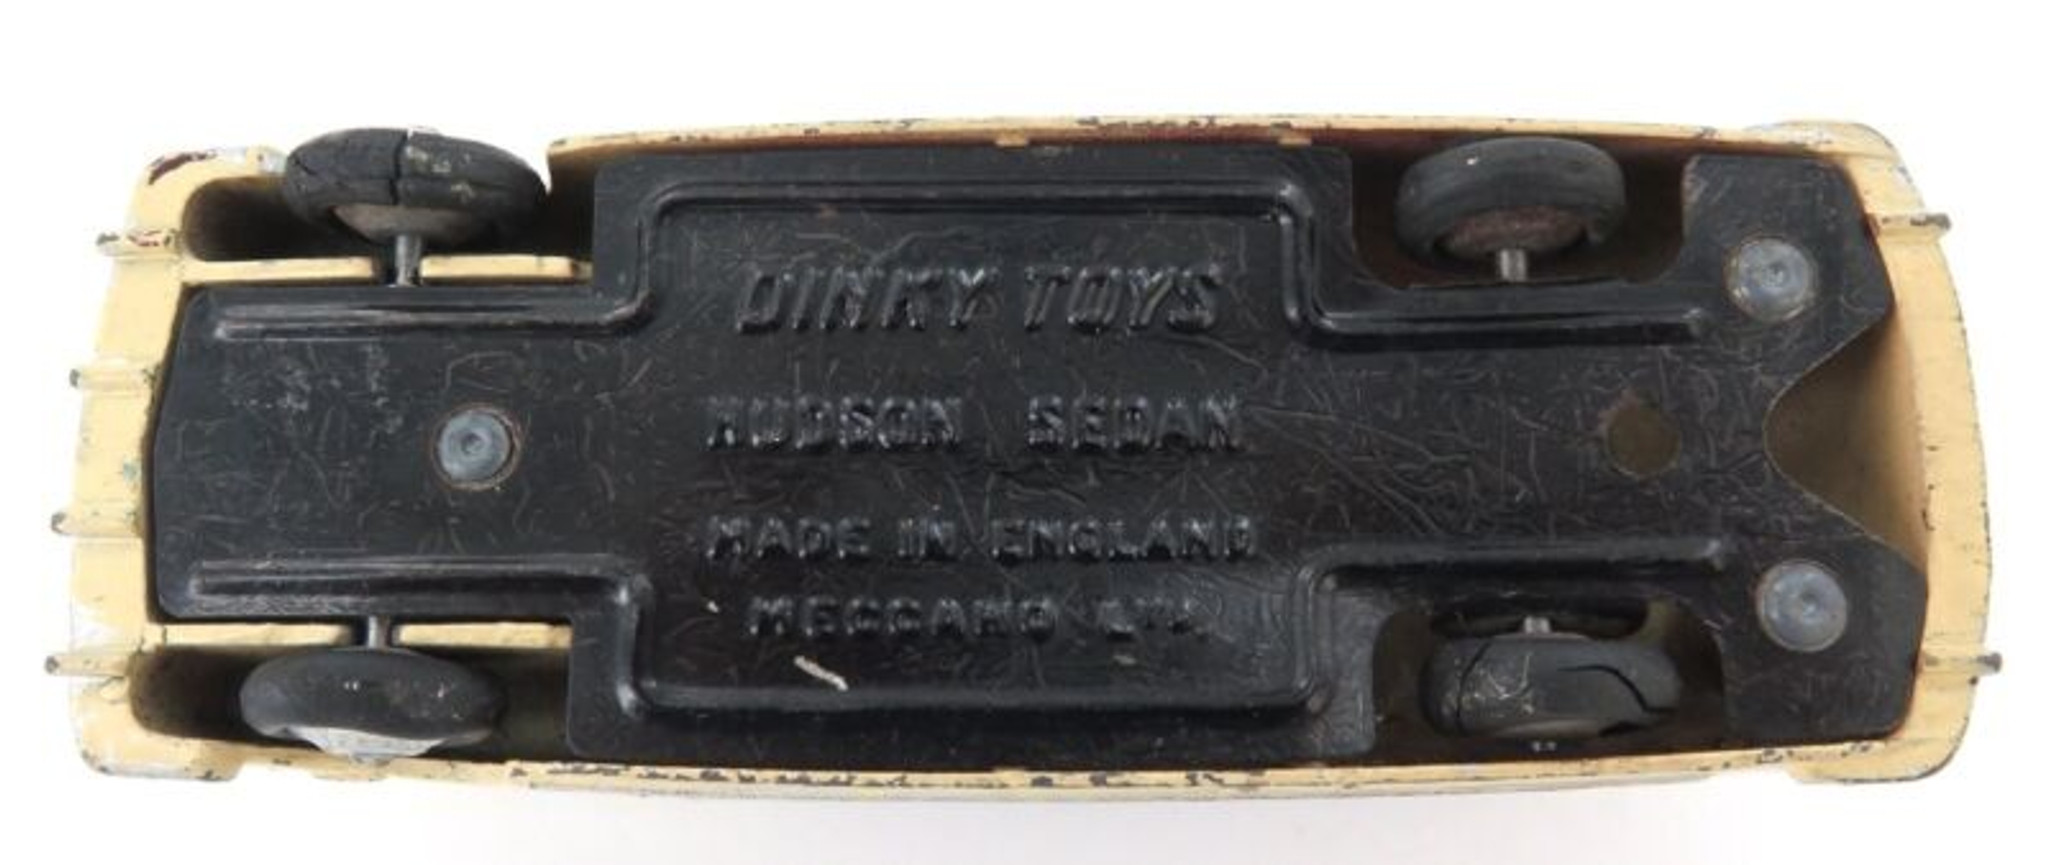 DINKY TOYS
HUDSON SEDAN
MADE IN ENGLAND
MECCANO LTD.